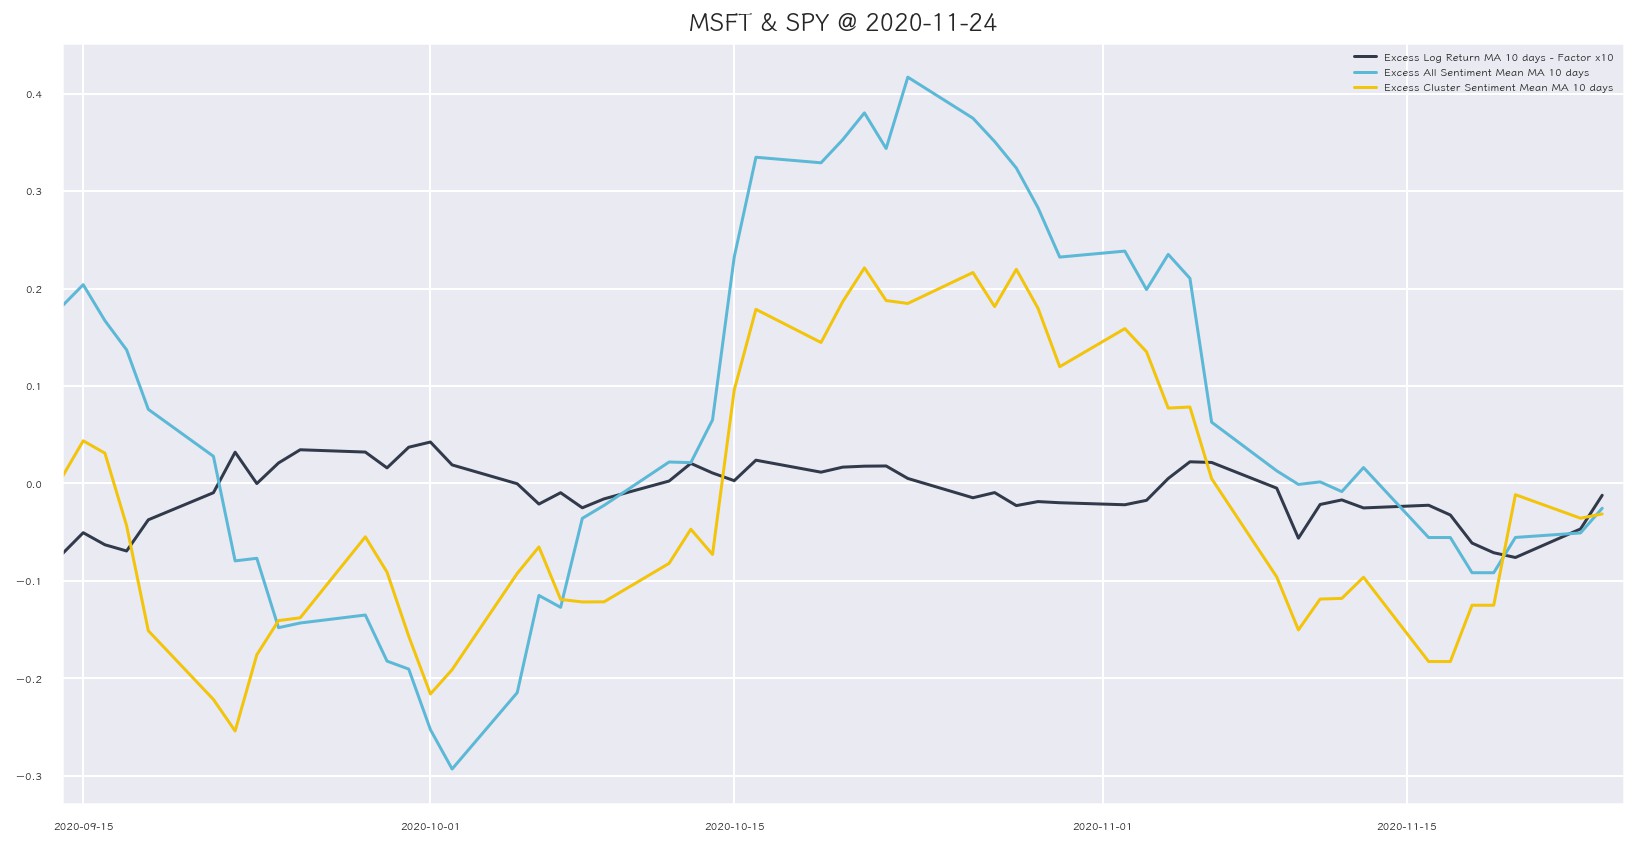 MSFT & SPY @ 2020-11-24
Excess Log Return MA 10 days - Factor x10
Excess All Sentiment Mean MA 10 days
Excess Cluster Sentiment Mean MA 10 days
0.4
0.3
0.2
0.1
0.0
−0.1
−0.2
−0.3
2020-09-15 2020-10-01 2020-10-15 2020-11-01 2020-11-15